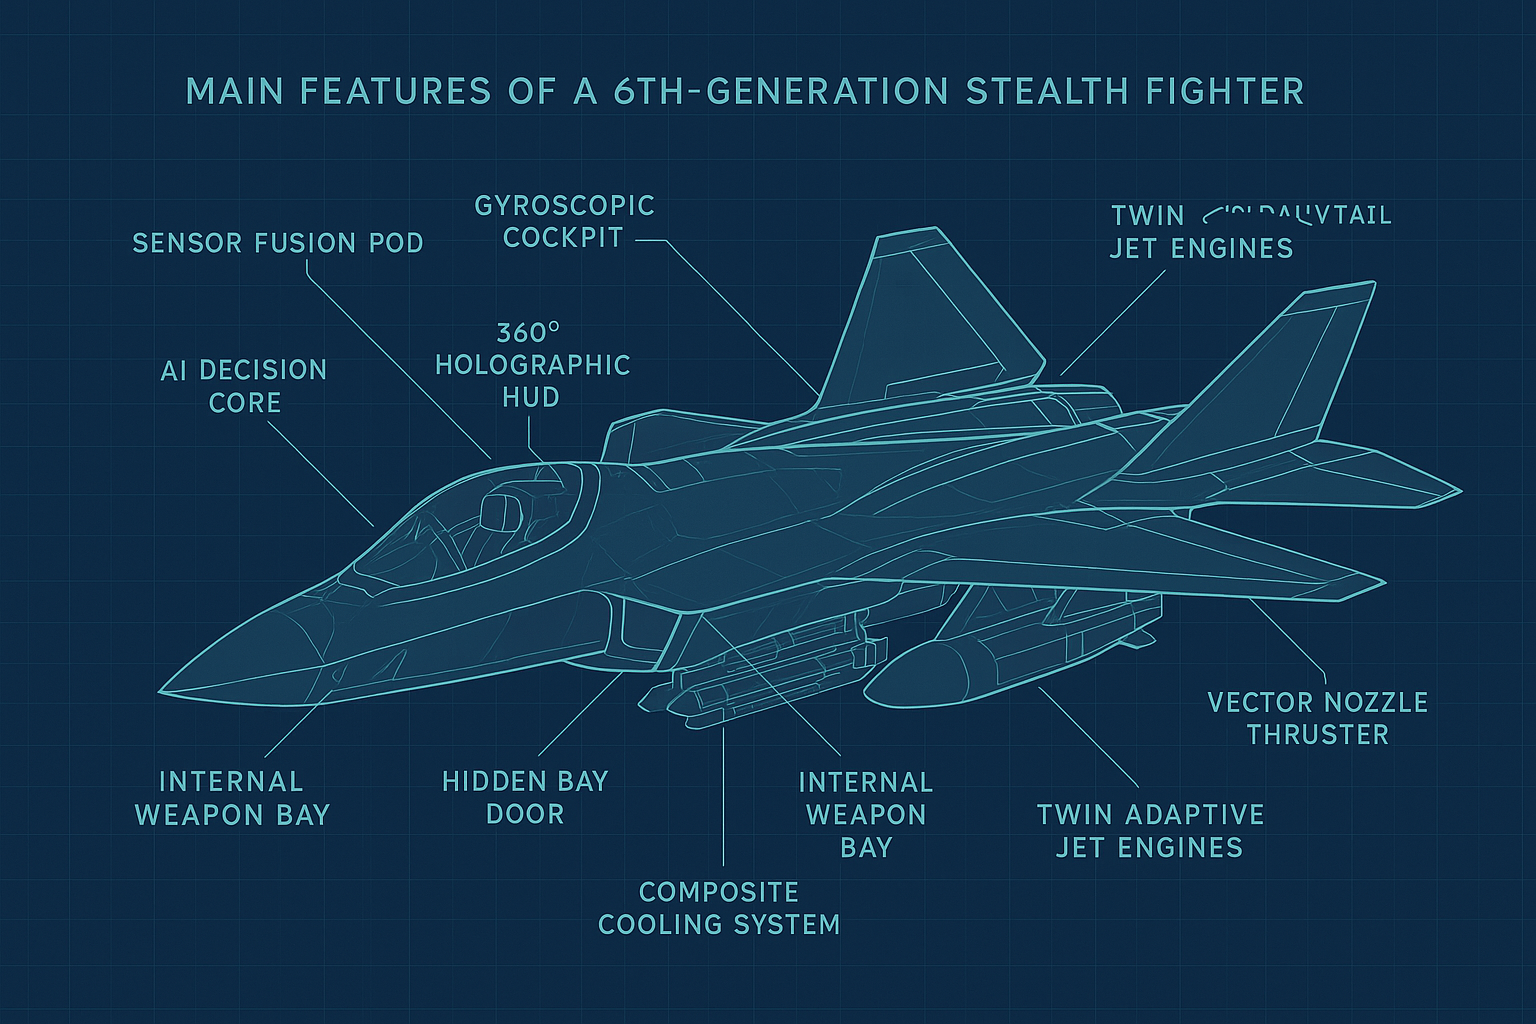 MAIN FEATURES OF A 6TH-GENERATION STEALTH FIGHTER
SENSOR FUSION POD
GYROSCOPIC
COCKPIT
TWIN
JET ENGINES
360°
HOLOGRAPHIC
HUD
AI DECISION
CORE
VECTOR NOZZLE
THRUSTER
INTERNAL
WEAPON BAY
HIDDEN BAY
DOOR
INTERNAL
WEAPON
BAY
TWIN ADAPTIVE
JET ENGINES
COMPOSITE
COOLING SYSTEM